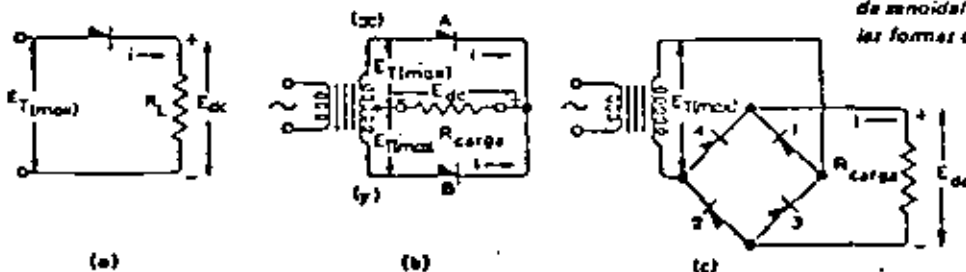 de senoidal
las formas d
(x)
A
i
+
E_T(max)
R_L
E_dc
-
E_T(max)
E_dc
R_carga
E_T(max)
i
B
(y)
E_T(max)
i
+
4
1
R_carga
E_dc
2
3
-
(a)
(b)
(c)